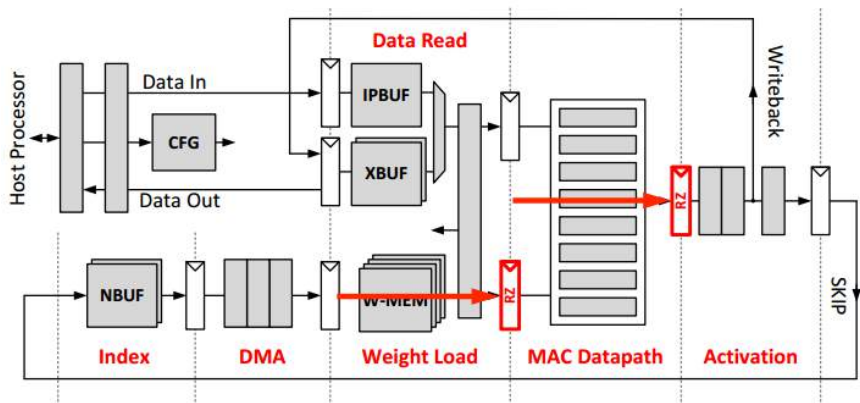 Data Read
Host Processor
Data In
IPBUF
CFG
XBUF
Data Out
Writeback
RZ
NBUF
W-MEM
RZ
SKIP
Index
DMA
Weight Load
MAC Datapath
Activation